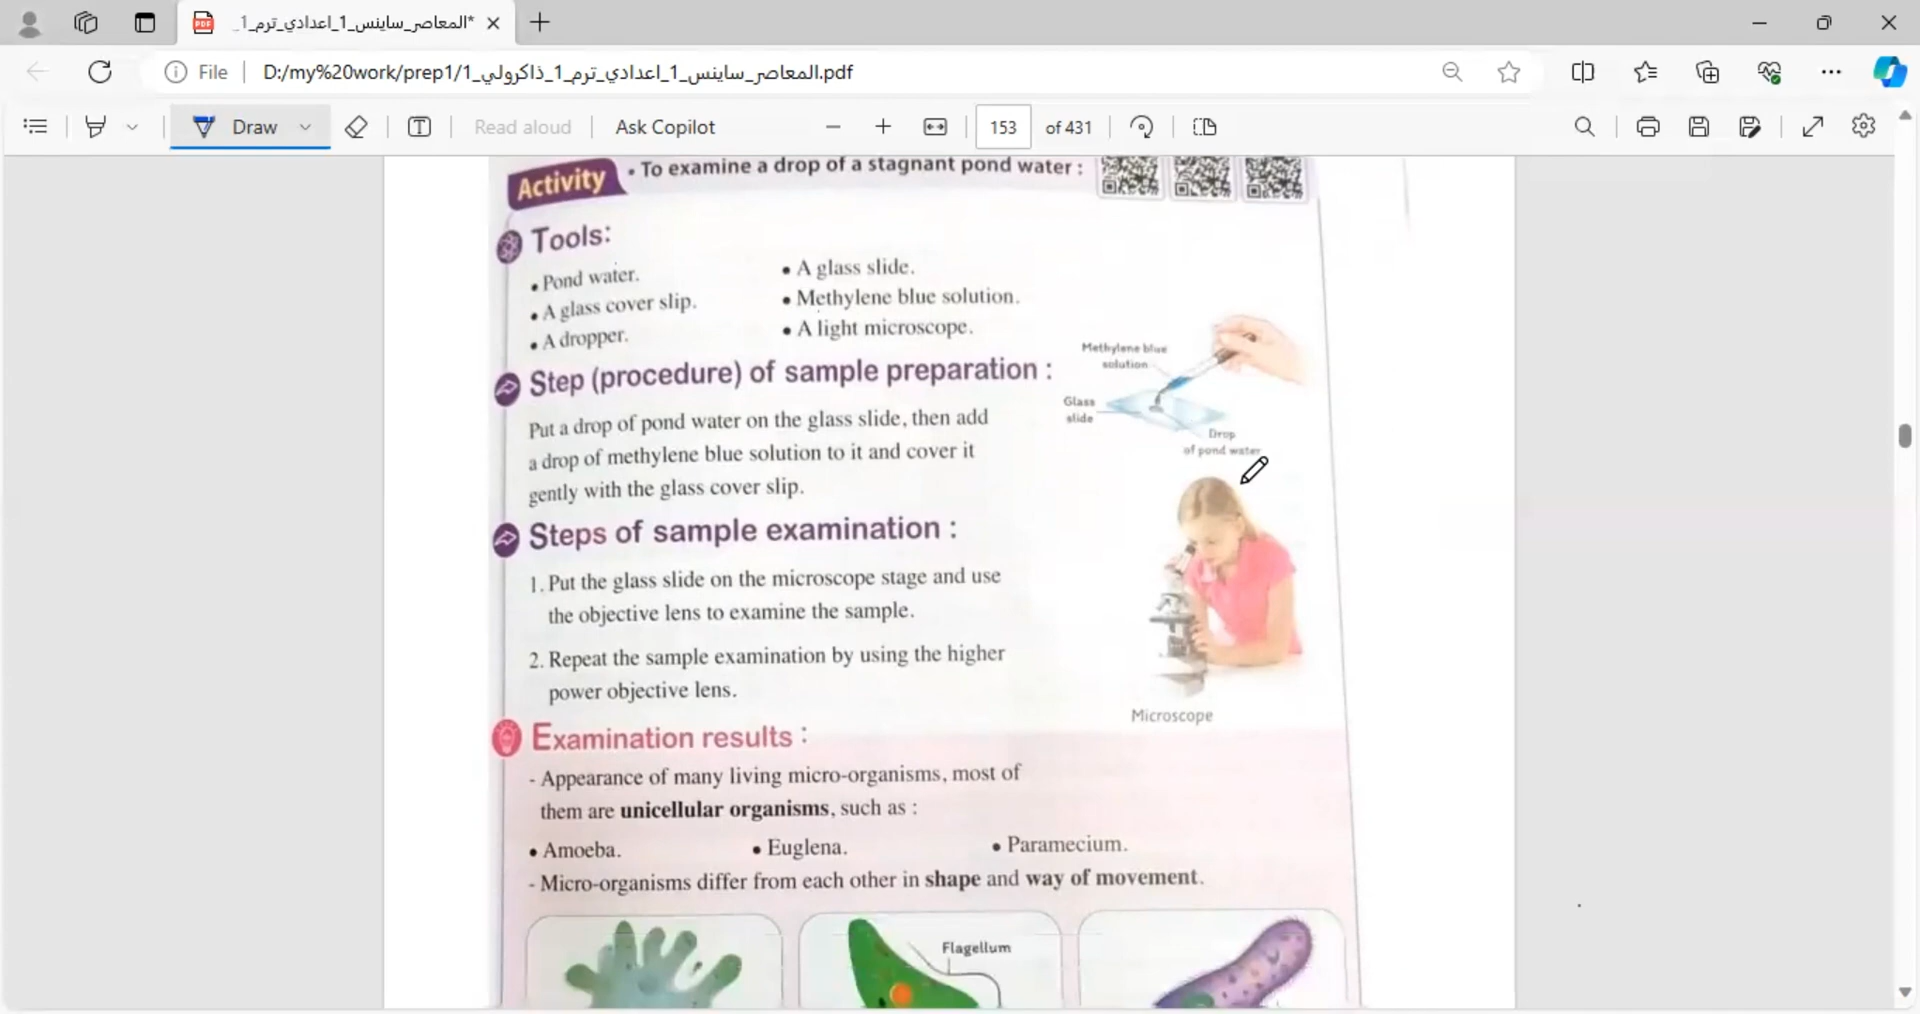 *المعاصر_ساينس_1_اعدادي_ترم_1_
File
D:/my%20work/prep1/1_المعاصر_ساينس_1_اعدادي_ترم_1_ذاكرولي.pdf
Draw
Read aloud
Ask Copilot
153
of 431
Activity
• To examine a drop of a stagnant pond water :
Tools:
• Pond water.
• A glass slide.
• A glass cover slip.
• Methylene blue solution.
• A dropper.
• A light microscope.
Step (procedure) of sample preparation :
Methylene blue
solution
Glass
slide
Drop
of pond water
Put a drop of pond water on the glass slide, then add
a drop of methylene blue solution to it and cover it
gently with the glass cover slip.
Steps of sample examination :
1. Put the glass slide on the microscope stage and use
the objective lens to examine the sample.
2. Repeat the sample examination by using the higher
power objective lens.
Microscope
Examination results :
- Appearance of many living micro-organisms, most of
them are unicellular organisms, such as :
• Amoeba. • Euglena. • Paramecium.
- Micro-organisms differ from each other in shape and way of movement.
Flagellum